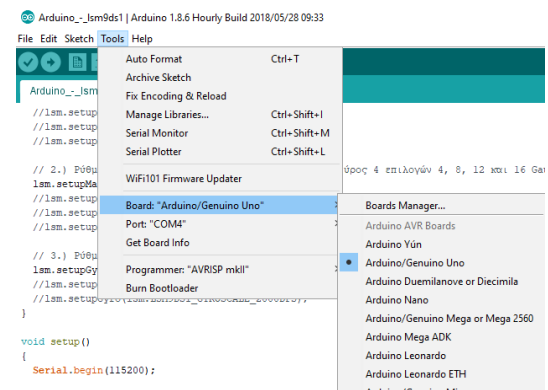 Arduino_-_lsm9ds1 | Arduino 1.8.6 Hourly Build 2018/05/28 09:33
File Edit Sketch Tools Help
Auto Format Ctrl+T
Archive Sketch
Arduino_-_lsm
Fix Encoding & Reload
//lsm.setup
Manage Libraries... Ctrl+Shift+I
//lsm.setup
Serial Monitor Ctrl+Shift+M
//lsm.setup
Serial Plotter Ctrl+Shift+L
// 2.) Ρύθμ
ύρος 4 επιλογών 4, 8, 12 και 16 Gau
WiFi101 Firmware Updater
lsm.setupMa
//lsm.setup
Board: "Arduino/Genuino Uno"
Boards Manager...
//lsm.setup
Port: "COM4"
Arduino AVR Boards
//lsm.setup
Get Board Info
Arduino Yún
// 3.) Ρύθμ
Arduino/Genuino Uno
lsm.setupGy
Programmer: "AVRISP mkII"
Arduino Duemilanove or Diecimila
//lsm.setup
Burn Bootloader
Arduino Nano
//lsm.setupGyro(lsm.LSM9DS1_GYROSCALE_2000DPS);
}
Arduino/Genuino Mega or Mega 2560
Arduino Mega ADK
void setup()
{
Arduino Leonardo
Serial.begin(115200);
Arduino Leonardo ETH